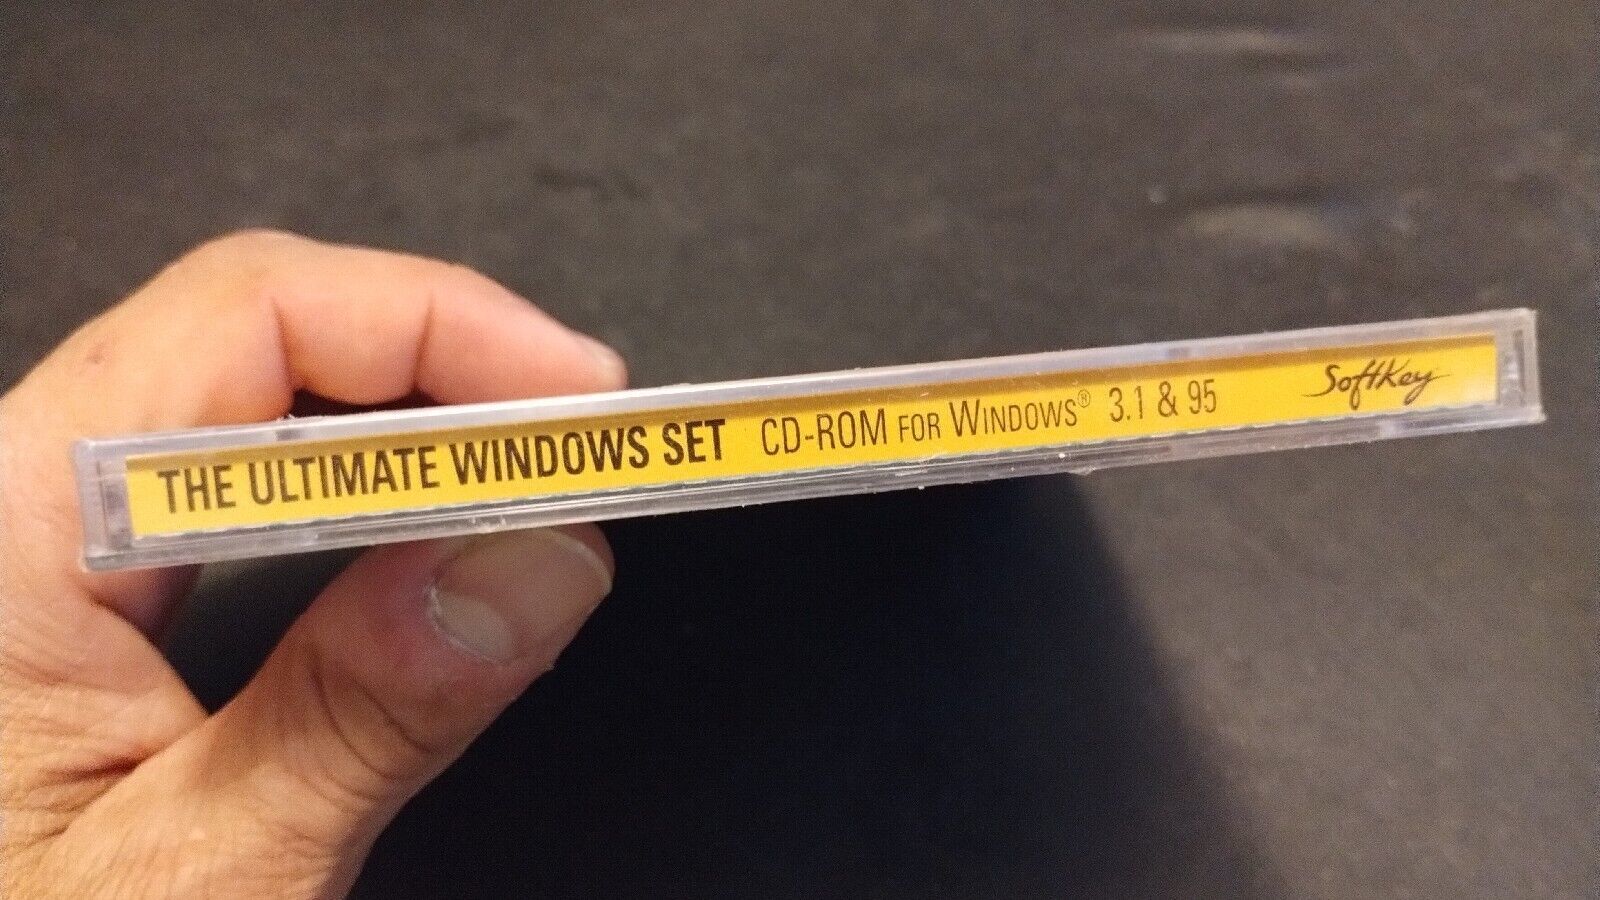 THE ULTIMATE WINDOWS SET CD-ROM FOR WINDOWS® 3.1 & 95 SoftKey